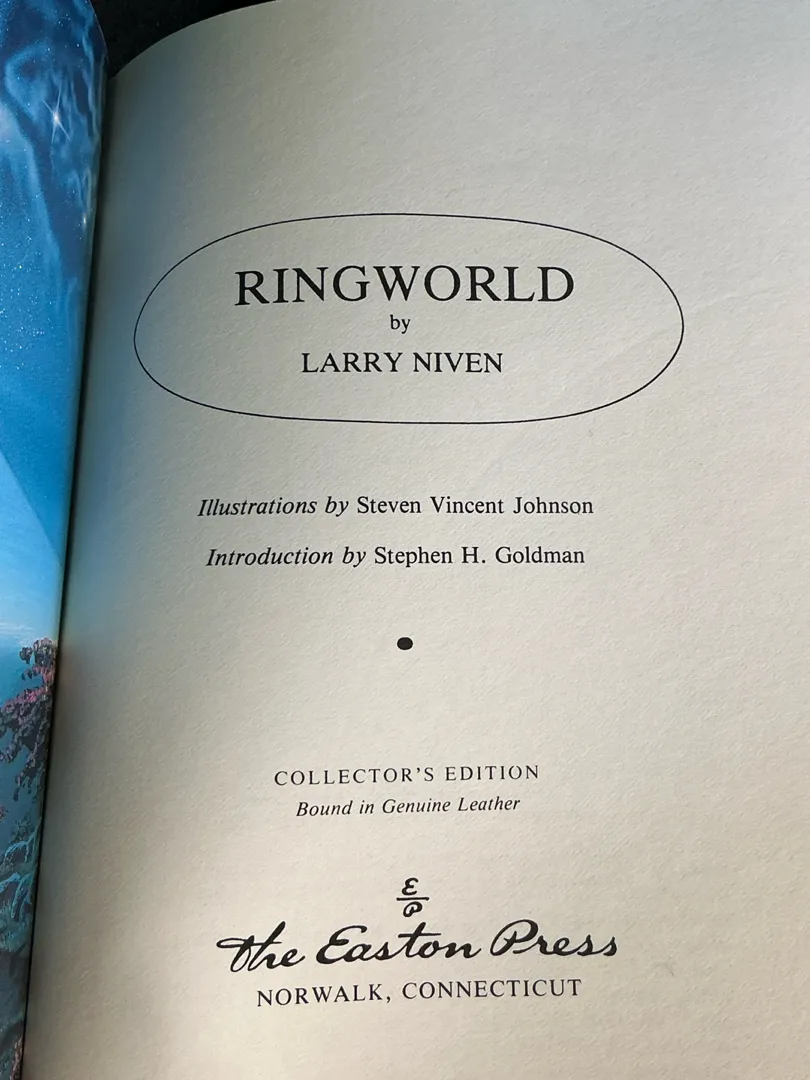 RINGWORLD
by
LARRY NIVEN
Illustrations by Steven Vincent Johnson
Introduction by Stephen H. Goldman
•
COLLECTOR'S EDITION
Bound in Genuine Leather
E
P
The Easton Press
NORWALK, CONNECTICUT